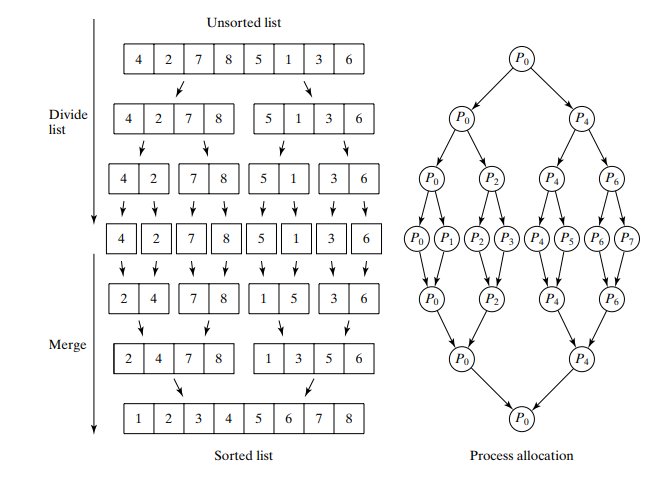 Unsorted list
4 2 7 8 5 1 3 6
4 2 7 8 5 1 3 6
4 2 7 8 5 1 3 6
4 2 7 8 5 1 3 6
2 4 7 8 1 5 3 6
2 4 7 8 1 3 5 6
1 2 3 4 5 6 7 8
Sorted list
Divide
list
Merge
P0
P0 P4
P0 P2 P4 P6
P0 P1 P2 P3 P4 P5 P6 P7
P0 P2 P4 P6
P0 P4
P0
Process allocation